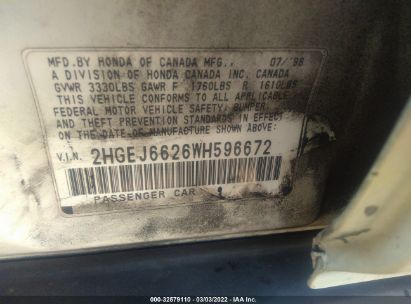 MFD.BY HONDA OF CANADA MFG., 07/'98
A DIVISION OF HONDA CANADA INC. CANADA
GVWR 3330LBS GAWR F 1760LBS R 1610LBS
THIS VEHICLE CONFORMS TO ALL APPLICABLE
FEDERAL MOTOR VEHICLE SAFETY, BUMPER,
AND THEFT PREVENTION STANDARDS IN EFFECT
ON THE DATE OF MANUFACTURE SHOWN ABOVE.
V.I.N. 2HGEJ6626WH596672
PASSENGER CAR
000-32679110 - 03/03/2022 - IAAI.COM